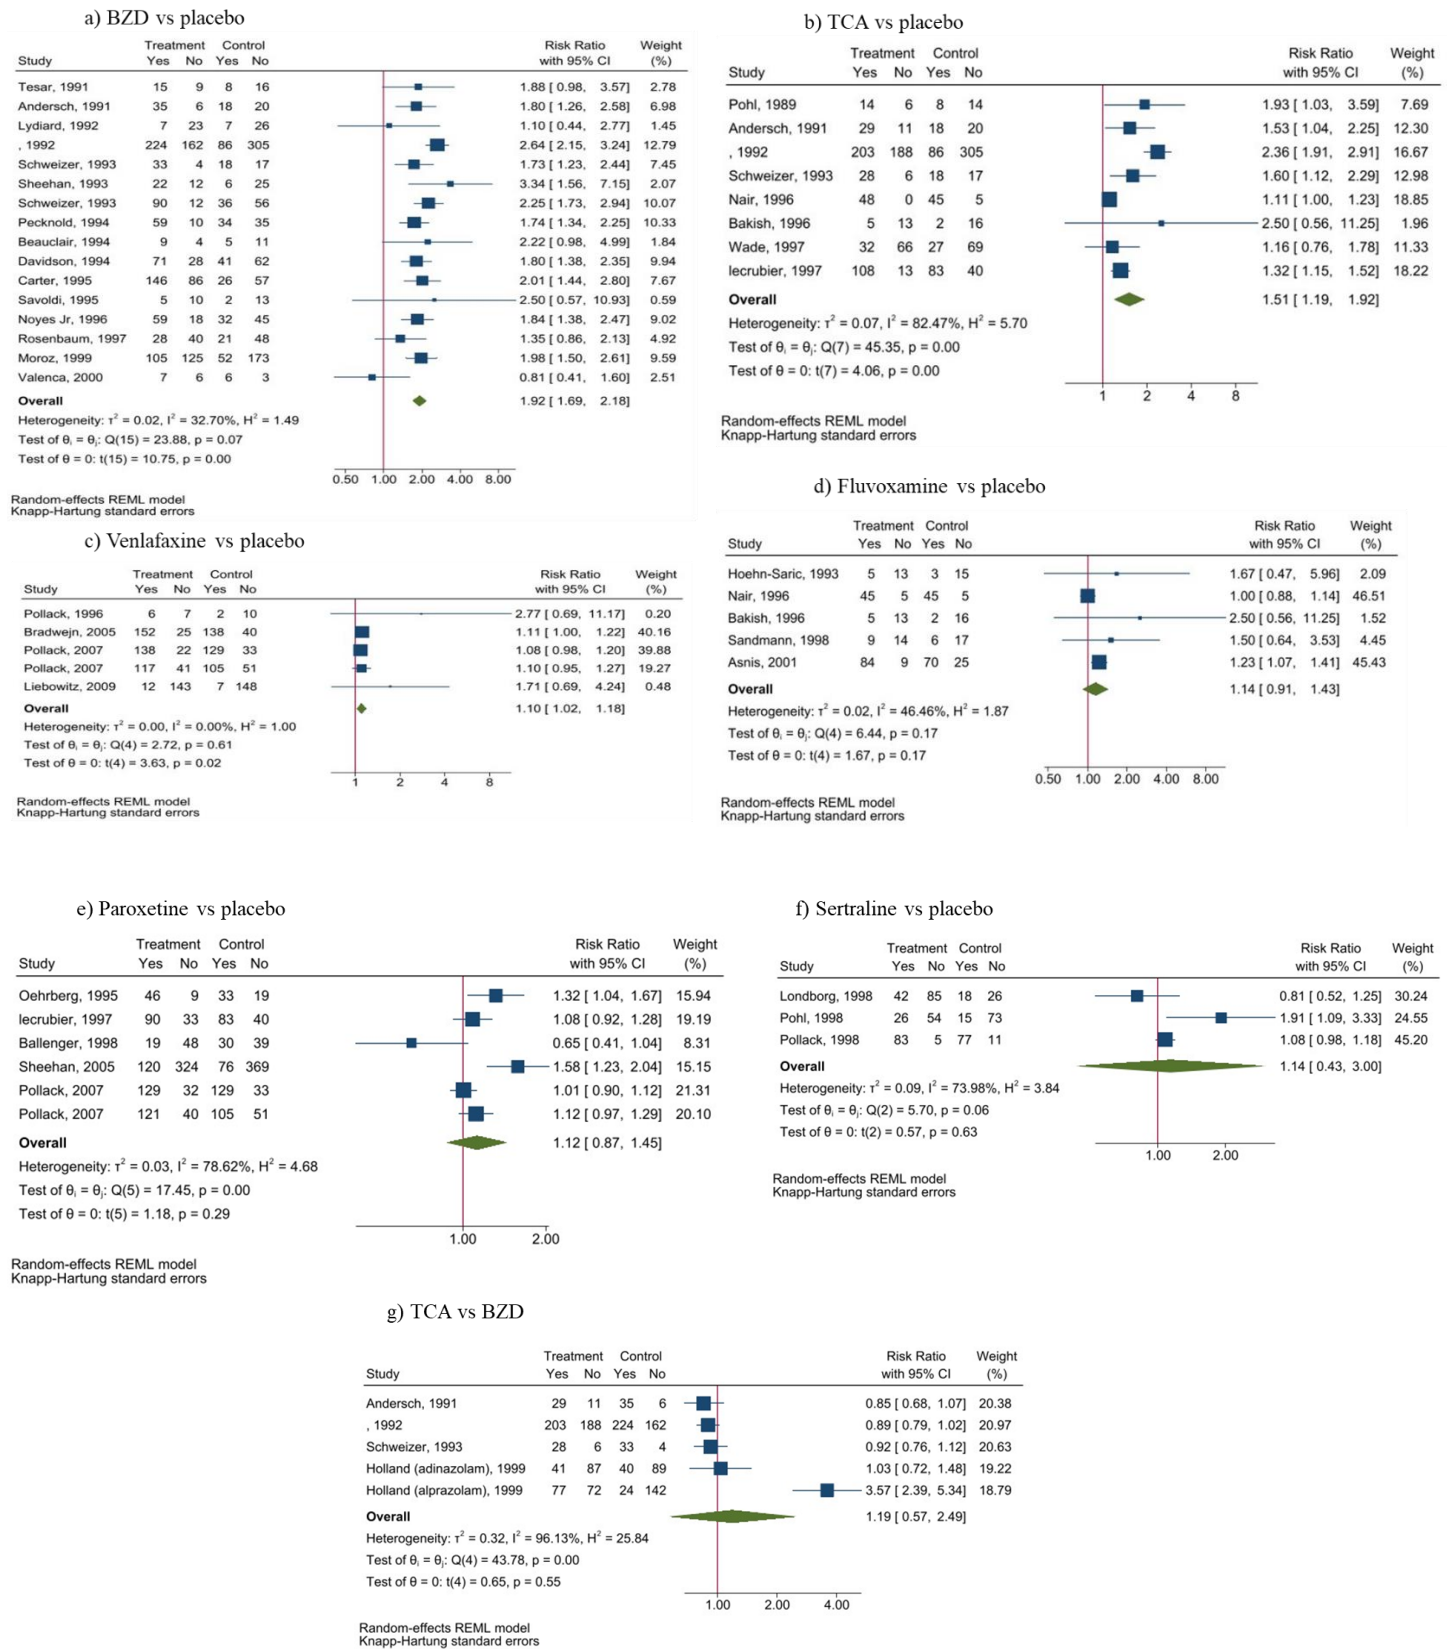 a) BZD vs placebo
Treatment Control Risk Ratio Weight
Study Yes No Yes No with 95% CI (%)
Tesar, 1991 15 9 8 16 1.88 [ 0.98, 3.57] 2.78
Andersch, 1991 35 6 18 20 1.80 [ 1.26, 2.58] 6.98
Lydiard, 1992 7 23 7 26 1.10 [ 0.44, 2.77] 1.45
, 1992 224 162 86 305 2.64 [ 2.15, 3.24] 12.79
Schweizer, 1993 33 4 18 17 1.73 [ 1.23, 2.44] 7.45
Sheehan, 1993 22 12 6 25 3.34 [ 1.56, 7.15] 2.07
Schweizer, 1993 90 12 36 56 2.25 [ 1.73, 2.94] 10.07
Pecknold, 1994 59 10 34 35 1.74 [ 1.34, 2.25] 10.33
Beauclair, 1994 9 4 5 11 2.22 [ 0.98, 4.99] 1.84
Davidson, 1994 71 28 41 62 1.80 [ 1.38, 2.35] 9.94
Carter, 1995 146 86 26 57 2.01 [ 1.44, 2.80] 7.67
Savoldi, 1995 5 10 2 13 2.50 [ 0.57, 10.93] 0.59
Noyes Jr, 1996 59 18 32 45 1.84 [ 1.38, 2.47] 9.02
Rosenbaum, 1997 28 40 21 48 1.35 [ 0.86, 2.13] 4.92
Moroz, 1999 105 125 52 173 1.98 [ 1.50, 2.61] 9.59
Valenca, 2000 7 6 6 3 0.81 [ 0.41, 1.60] 2.51
Overall 1.92 [ 1.69, 2.18]
Heterogeneity: τ² = 0.02, I² = 32.70%, H² = 1.49
Test of θᵢ = θⱼ: Q(15) = 23.88, p = 0.07
Test of θ = 0: t(15) = 10.75, p = 0.00
0.50 1.00 2.00 4.00 8.00
Random-effects REML model
Knapp-Hartung standard errors
b) TCA vs placebo
Treatment Control Risk Ratio Weight
Study Yes No Yes No with 95% CI (%)
Pohl, 1989 14 6 8 14 1.93 [ 1.03, 3.59] 7.69
Andersch, 1991 29 11 18 20 1.53 [ 1.04, 2.25] 12.30
, 1992 203 188 86 305 2.36 [ 1.91, 2.91] 16.67
Schweizer, 1993 28 6 18 17 1.60 [ 1.12, 2.29] 12.98
Nair, 1996 48 0 45 5 1.11 [ 1.00, 1.23] 18.85
Bakish, 1996 5 13 2 16 2.50 [ 0.56, 11.25] 1.96
Wade, 1997 32 66 27 69 1.16 [ 0.76, 1.78] 11.33
lecrubier, 1997 108 13 83 40 1.32 [ 1.15, 1.52] 18.22
Overall 1.51 [ 1.19, 1.92]
Heterogeneity: τ² = 0.07, I² = 82.47%, H² = 5.70
Test of θᵢ = θⱼ: Q(7) = 45.35, p = 0.00
Test of θ = 0: t(7) = 4.06, p = 0.00
1 2 4 8
Random-effects REML model
Knapp-Hartung standard errors
c) Venlafaxine vs placebo
Treatment Control Risk Ratio Weight
Study Yes No Yes No with 95% CI (%)
Pollack, 1996 6 7 2 10 2.77 [ 0.69, 11.17] 0.20
Bradwejn, 2005 152 25 138 40 1.11 [ 1.00, 1.22] 40.16
Pollack, 2007 138 22 129 33 1.08 [ 0.98, 1.20] 39.88
Pollack, 2007 117 41 105 51 1.10 [ 0.95, 1.27] 19.27
Liebowitz, 2009 12 143 7 148 1.71 [ 0.69, 4.24] 0.48
Overall 1.10 [ 1.02, 1.18]
Heterogeneity: τ² = 0.00, I² = 0.00%, H² = 1.00
Test of θᵢ = θⱼ: Q(4) = 2.72, p = 0.61
Test of θ = 0: t(4) = 3.63, p = 0.02
1 2 4 8
Random-effects REML model
Knapp-Hartung standard errors
d) Fluvoxamine vs placebo
Treatment Control Risk Ratio Weight
Study Yes No Yes No with 95% CI (%)
Hoehn-Saric, 1993 5 13 3 15 1.67 [ 0.47, 5.96] 2.09
Nair, 1996 45 5 45 5 1.00 [ 0.88, 1.14] 46.51
Bakish, 1996 5 13 2 16 2.50 [ 0.56, 11.25] 1.52
Sandmann, 1998 9 14 6 17 1.50 [ 0.64, 3.53] 4.45
Asnis, 2001 84 9 70 25 1.23 [ 1.07, 1.41] 45.43
Overall 1.14 [ 0.91, 1.43]
Heterogeneity: τ² = 0.02, I² = 46.46%, H² = 1.87
Test of θᵢ = θⱼ: Q(4) = 6.44, p = 0.17
Test of θ = 0: t(4) = 1.67, p = 0.17
0.50 1.00 2.00 4.00 8.00
Random-effects REML model
Knapp-Hartung standard errors
e) Paroxetine vs placebo
Treatment Control Risk Ratio Weight
Study Yes No Yes No with 95% CI (%)
Oehrberg, 1995 46 9 33 19 1.32 [ 1.04, 1.67] 15.94
lecrubier, 1997 90 33 83 40 1.08 [ 0.92, 1.28] 19.19
Ballenger, 1998 19 48 30 39 0.65 [ 0.41, 1.04] 8.31
Sheehan, 2005 120 324 76 369 1.58 [ 1.23, 2.04] 15.15
Pollack, 2007 129 32 129 33 1.01 [ 0.90, 1.12] 21.31
Pollack, 2007 121 40 105 51 1.12 [ 0.97, 1.29] 20.10
Overall 1.12 [ 0.87, 1.45]
Heterogeneity: τ² = 0.03, I² = 78.62%, H² = 4.68
Test of θᵢ = θⱼ: Q(5) = 17.45, p = 0.00
Test of θ = 0: t(5) = 1.18, p = 0.29
1.00 2.00
Random-effects REML model
Knapp-Hartung standard errors
f) Sertraline vs placebo
Treatment Control Risk Ratio Weight
Study Yes No Yes No with 95% CI (%)
Londborg, 1998 42 85 18 26 0.81 [ 0.52, 1.25] 30.24
Pohl, 1998 26 54 15 73 1.91 [ 1.09, 3.33] 24.55
Pollack, 1998 83 5 77 11 1.08 [ 0.98, 1.18] 45.20
Overall 1.14 [ 0.43, 3.00]
Heterogeneity: τ² = 0.09, I² = 73.98%, H² = 3.84
Test of θᵢ = θⱼ: Q(2) = 5.70, p = 0.06
Test of θ = 0: t(2) = 0.57, p = 0.63
1.00 2.00
Random-effects REML model
Knapp-Hartung standard errors
g) TCA vs BZD
Treatment Control Risk Ratio Weight
Study Yes No Yes No with 95% CI (%)
Andersch, 1991 29 11 35 6 0.85 [ 0.68, 1.07] 20.38
, 1992 203 188 224 162 0.89 [ 0.79, 1.02] 20.97
Schweizer, 1993 28 6 33 4 0.92 [ 0.76, 1.12] 20.63
Holland (adinazolam), 1999 41 87 40 89 1.03 [ 0.72, 1.48] 19.22
Holland (alprazolam), 1999 77 72 24 142 3.57 [ 2.39, 5.34] 18.79
Overall 1.19 [ 0.57, 2.49]
Heterogeneity: τ² = 0.32, I² = 96.13%, H² = 25.84
Test of θᵢ = θⱼ: Q(4) = 43.78, p = 0.00
Test of θ = 0: t(4) = 0.65, p = 0.55
1.00 2.00 4.00
Random-effects REML model
Knapp-Hartung standard errors